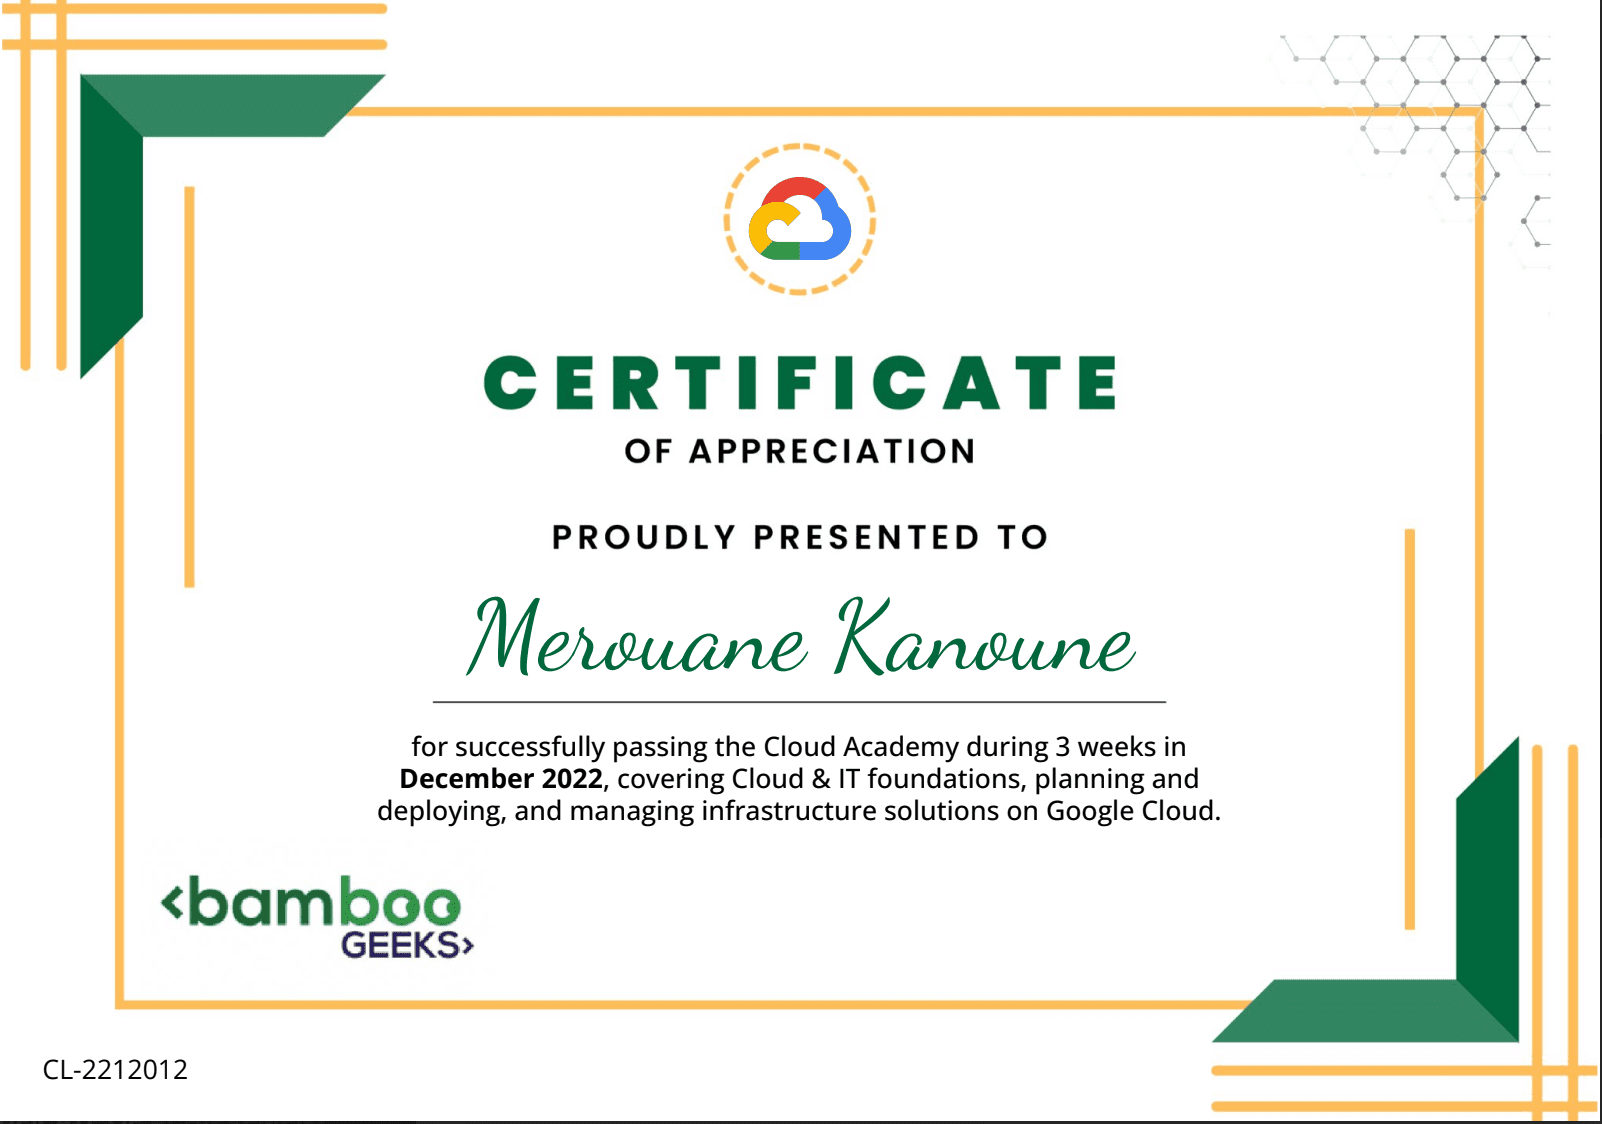 CERTIFICATE
OF APPRECIATION
PROUDLY PRESENTED TO
Merouane Kanoune
for successfully passing the Cloud Academy during 3 weeks in
December 2022, covering Cloud & IT foundations, planning and
deploying, and managing infrastructure solutions on Google Cloud.
<bamboo
GEEKS>
CL-2212012